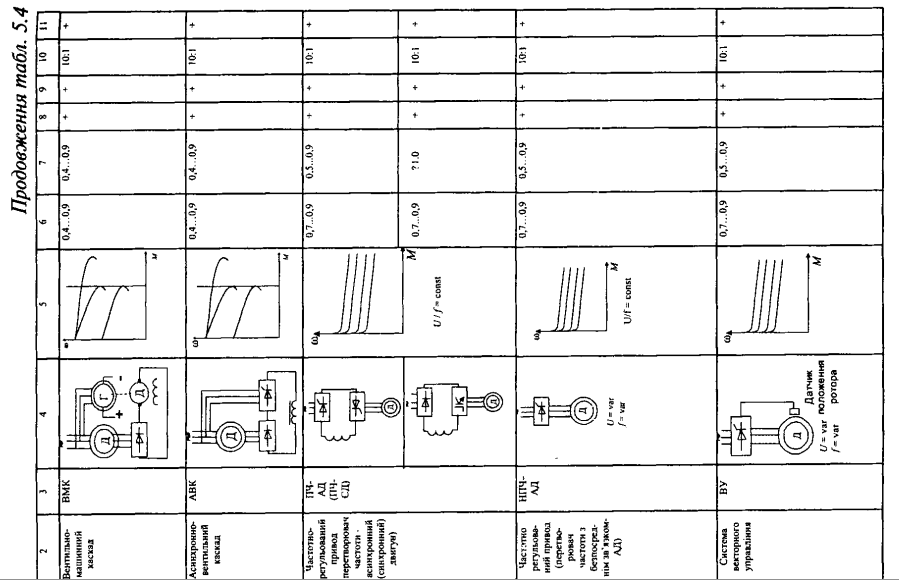 Продовження табл. 5.4
2
3
4
5
6
7
8
9
10
11
Вентильно-
машинний
каскад
ВМК
Д
Г
-
+
Д
ω
М
0,4...0,9
0,4...0,9
+
+
10:1
+
Асинхронно-
вентильний
каскад
АВК
Д
ω
М
0,4...0,9
0,4...0,9
+
+
10:1
+
Частотно-
регульований
привод
перетворювач
частоти -
асинхронний
(синхронний)
двигун)
ПЧ-
АД
(ПЧ-
СД)
Д
Д
ω
М
U / f = const
0,7...0,9
0,5...0,9
+
+
10:1
+
0,7...0,9
?1.0
+
+
+
Частотно
регульова-
ний привод
(перетво-
рювач
частоти з
безпосеред-
нім зв'язком-
АД)
НПЧ-
АД
Д
U = var
f = var
ω
М
U/f = const
0,7...0,9
0,5...0,9
+
+
10:1
+
Система
векторного
управління
ВУ
Д
Датчик
положення
ротора
U = var
f = var
ω
М
0,7...0,9
0,5...0,9
+
+
10:1
+